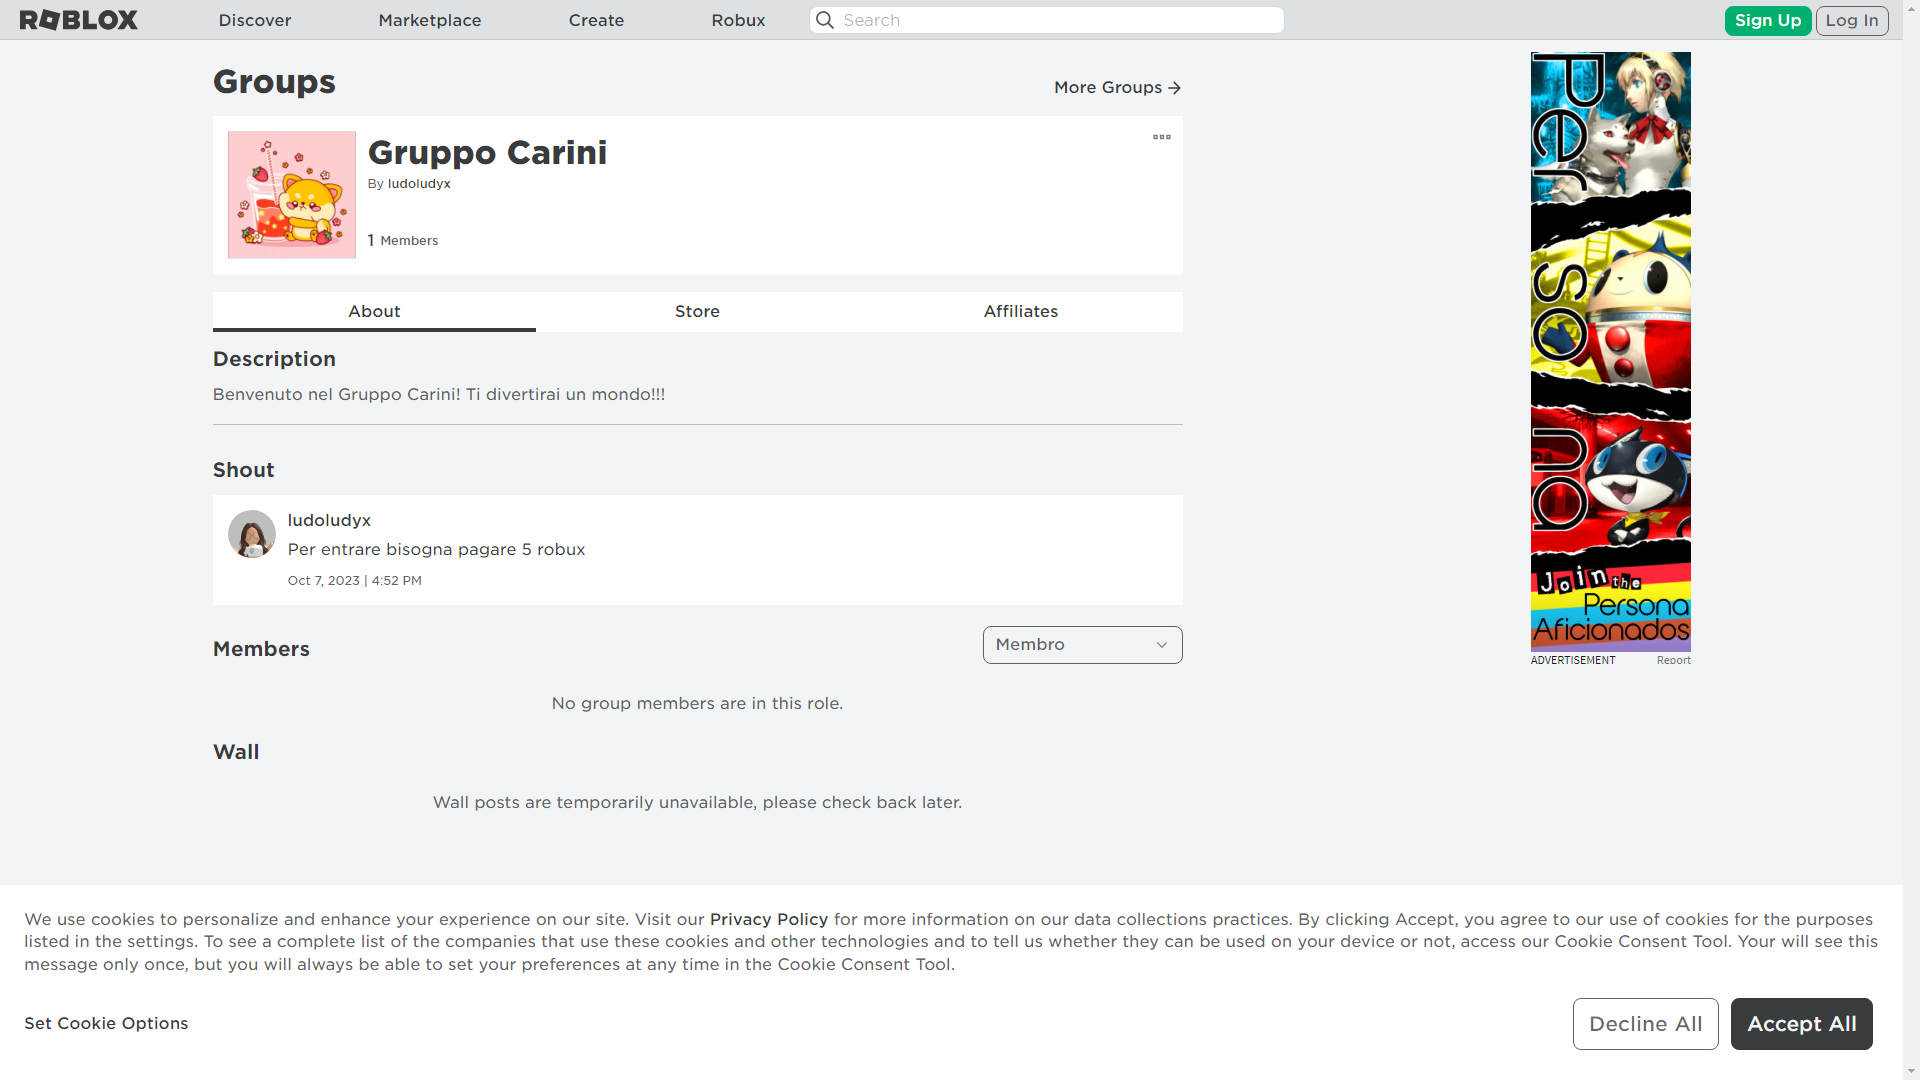 ROBLOX
Discover
Marketplace
Create
Robux
Search
Sign Up
Log In
Groups
More Groups
Gruppo Carini
By ludoludyx
1 Members
About
Store
Affiliates
Description
Benvenuto nel Gruppo Carini! Ti divertirai un mondo!!!
Shout
ludoludyx
Per entrare bisogna pagare 5 robux
Oct 7, 2023 | 4:52 PM
Members
Membro
No group members are in this role.
Wall
Wall posts are temporarily unavailable, please check back later.
Per
so
na
Join the
Persona
Aficionados
ADVERTISEMENT
Report
We use cookies to personalize and enhance your experience on our site. Visit our Privacy Policy for more information on our data collections practices. By clicking Accept, you agree to our use of cookies for the purposes
listed in the settings. To see a complete list of the companies that use these cookies and other technologies and to tell us whether they can be used on your device or not, access our Cookie Consent Tool. Your will see this
message only once, but you will always be able to set your preferences at any time in the Cookie Consent Tool.
Set Cookie Options
Decline All
Accept All